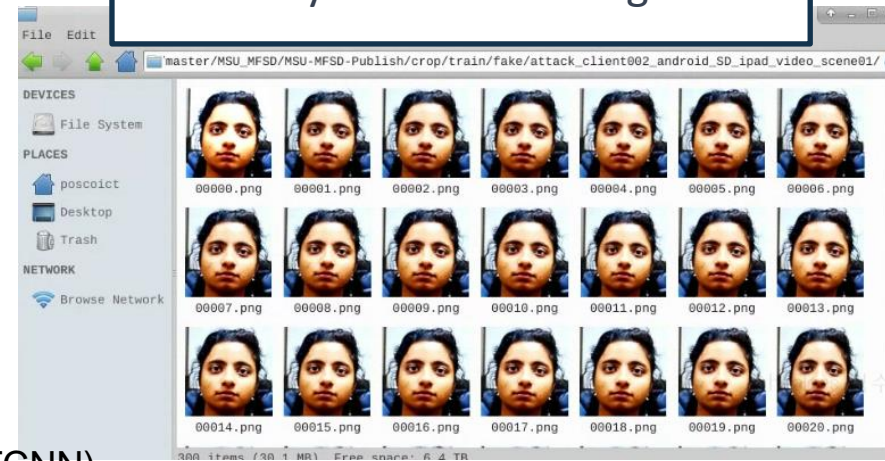 File Edit
master/MSU_MFSD/MSU-MFSD-Publish/crop/train/fake/attack_client002_android_SD_ipad_video_scene01/
DEVICES
File System
PLACES
poscoict
Desktop
Trash
NETWORK
Browse Network
00000.png 00001.png 00002.png 00003.png 00004.png 00005.png 00006.png
00007.png 00008.png 00009.png 00010.png 00011.png 00012.png 00013.png
00014.png 00015.png 00016.png 00017.png 00018.png 00019.png 00020.png
300 items (30.1 MB), Free space: 6.4 TB
CNN)